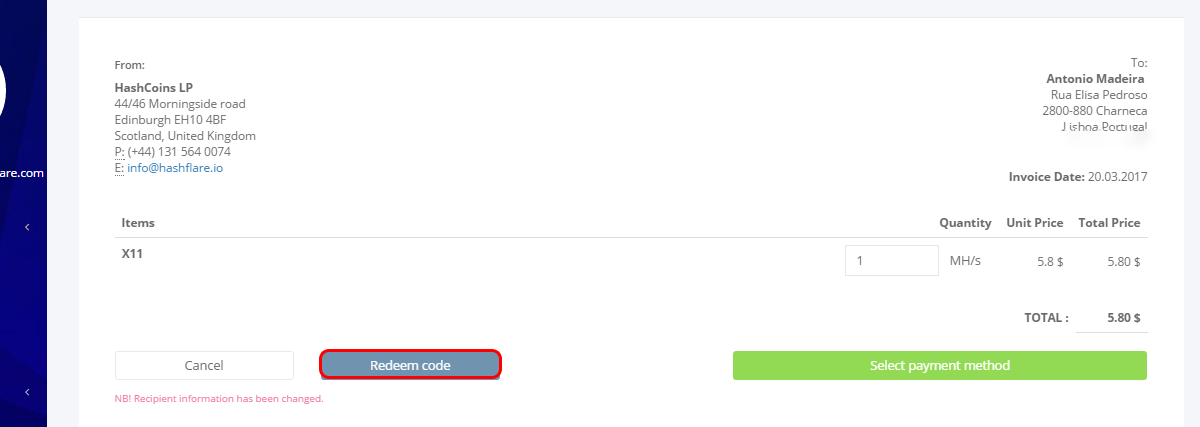 are.com
From:
HashCoins LP
44/46 Morningside road
Edinburgh EH10 4BF
Scotland, United Kingdom
P: (+44) 131 564 0074
E: info@hashflare.io
To:
Antonio Madeira
Rua Elisa Pedroso
2800-880 Charneca
Lisboa Portugal
Invoice Date: 20.03.2017
Items Quantity Unit Price Total Price
X11 1 MH/s 5.8 $ 5.80 $
TOTAL : 5.80 $
Cancel Redeem code Select payment method
NB! Recipient information has been changed.